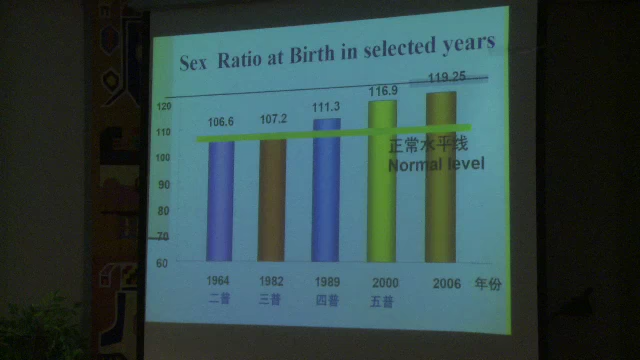 Sex Ratio at Birth in selected years
119.25
116.9
111.3
107.2
106.6
120
110
100
90
80
70
60
正常水平线
Normal level
1964 1982 1989 2000 2006 年份
二普 三普 四普 五普